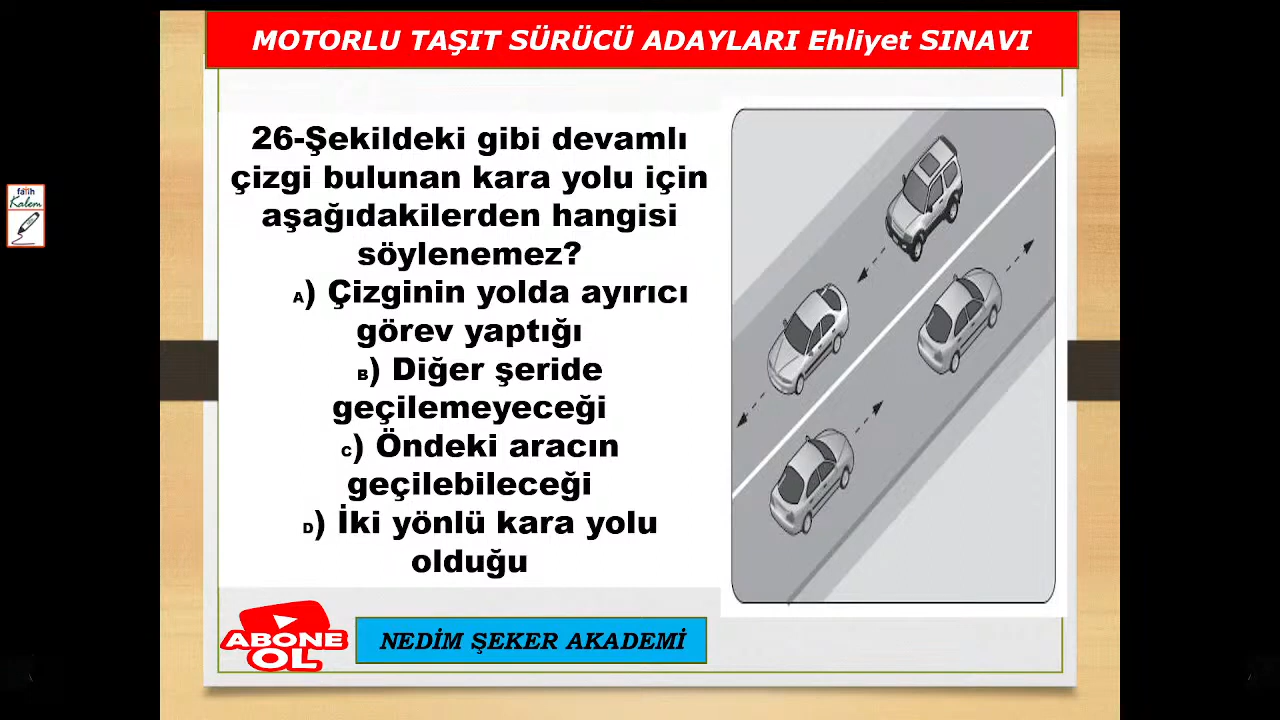 MOTORLU TAŞIT SÜRÜCÜ ADAYLARI Ehliyet SINAVI
fatih
Kalem
26-Şekildeki gibi devamlı
çizgi bulunan kara yolu için
aşağıdakilerden hangisi
söylenemez?
A) Çizginin yolda ayırıcı
görev yaptığı
B) Diğer şeride
geçilemeyeceği
C) Öndeki aracın
geçilebileceği
D) İki yönlü kara yolu
olduğu
ABONE
OL
NEDİM ŞEKER AKADEMİ